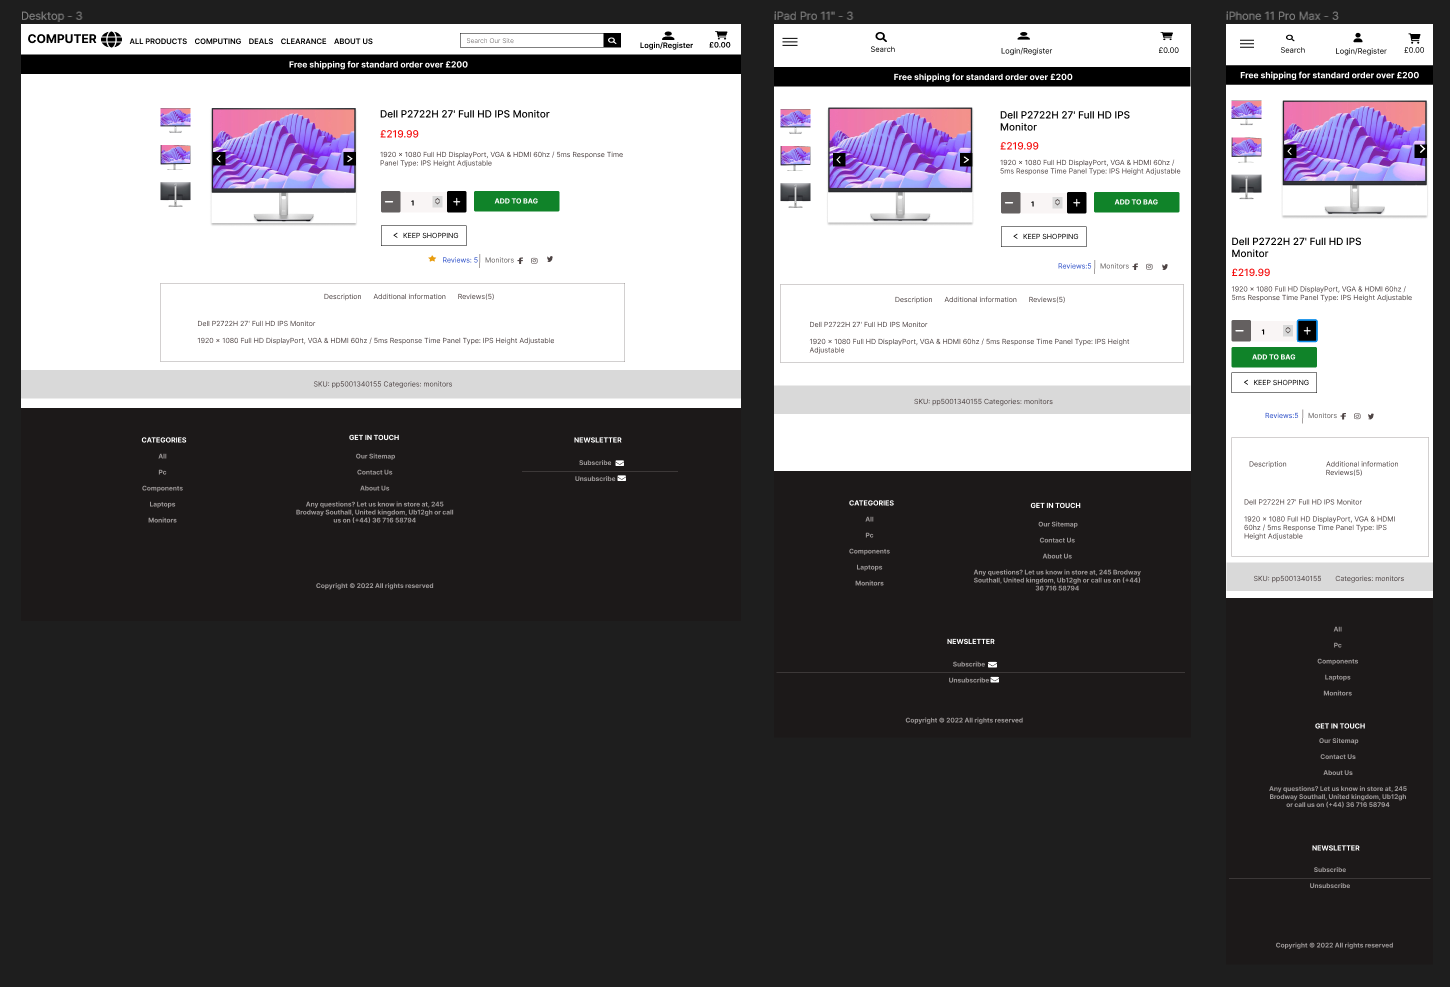 Desktop - 3
COMPUTER
ALL PRODUCTS COMPUTING DEALS CLEARANCE ABOUT US
Search Our Site
Login/Register
£0.00
Free shipping for standard order over £200
Dell P2722H 27' Full HD IPS Monitor
£219.99
1920 x 1080 Full HD DisplayPort, VGA & HDMI 60hz / 5ms Response Time
Panel Type: IPS Height Adjustable
1
ADD TO BAG
< KEEP SHOPPING
Reviews: 5 Monitors
Description Additional information Reviews(5)
Dell P2722H 27' Full HD IPS Monitor
1920 x 1080 Full HD DisplayPort, VGA & HDMI 60hz / 5ms Response Time Panel Type: IPS Height Adjustable
SKU: pp5001340155 Categories: monitors
CATEGORIES
All
Pc
Components
Laptops
Monitors
GET IN TOUCH
Our Sitemap
Contact Us
About Us
Any questions? Let us know in store at, 245
Brodway Southall, United kingdom, Ub12gh or call
us on (+44) 36 716 58794
NEWSLETTER
Subscribe
Unsubscribe
Copyright © 2022 All rights reserved
iPad Pro 11" - 3
Search
Login/Register
£0.00
Free shipping for standard order over £200
Dell P2722H 27' Full HD IPS
Monitor
£219.99
1920 x 1080 Full HD DisplayPort, VGA & HDMI 60hz /
5ms Response Time Panel Type: IPS Height Adjustable
1
ADD TO BAG
< KEEP SHOPPING
Reviews:5 Monitors
Description Additional information Reviews(5)
Dell P2722H 27' Full HD IPS Monitor
1920 x 1080 Full HD DisplayPort, VGA & HDMI 60hz / 5ms Response Time Panel Type: IPS Height
Adjustable
SKU: pp5001340155 Categories: monitors
CATEGORIES
All
Pc
Components
Laptops
Monitors
GET IN TOUCH
Our Sitemap
Contact Us
About Us
Any questions? Let us know in store at, 245 Brodway
Southall, United kingdom, Ub12gh or call us on (+44)
36 716 58794
NEWSLETTER
Subscribe
Unsubscribe
Copyright © 2022 All rights reserved
iPhone 11 Pro Max - 3
Search
Login/Register
£0.00
Free shipping for standard order over £200
Dell P2722H 27' Full HD IPS
Monitor
£219.99
1920 x 1080 Full HD DisplayPort, VGA & HDMI 60hz /
5ms Response Time Panel Type: IPS Height Adjustable
1
ADD TO BAG
< KEEP SHOPPING
Reviews:5 Monitors
Description Additional information
Reviews(5)
Dell P2722H 27' Full HD IPS Monitor
1920 x 1080 Full HD DisplayPort, VGA & HDMI
60hz / 5ms Response Time Panel Type: IPS
Height Adjustable
SKU: pp5001340155 Categories: monitors
All
Pc
Components
Laptops
Monitors
GET IN TOUCH
Our Sitemap
Contact Us
About Us
Any questions? Let us know in store at, 245
Brodway Southall, United kingdom, Ub12gh
or call us on (+44) 36 716 58794
NEWSLETTER
Subscribe
Unsubscribe
Copyright © 2022 All rights reserved